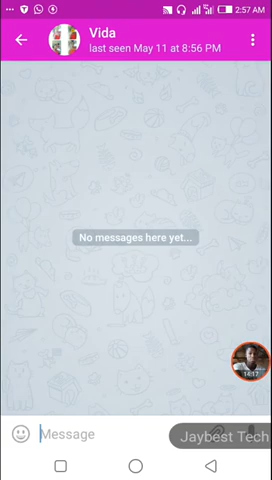 2:57 AM
Vida
last seen May 11 at 8:56 PM
No messages here yet...
14:17
Message
Jaybest Tech